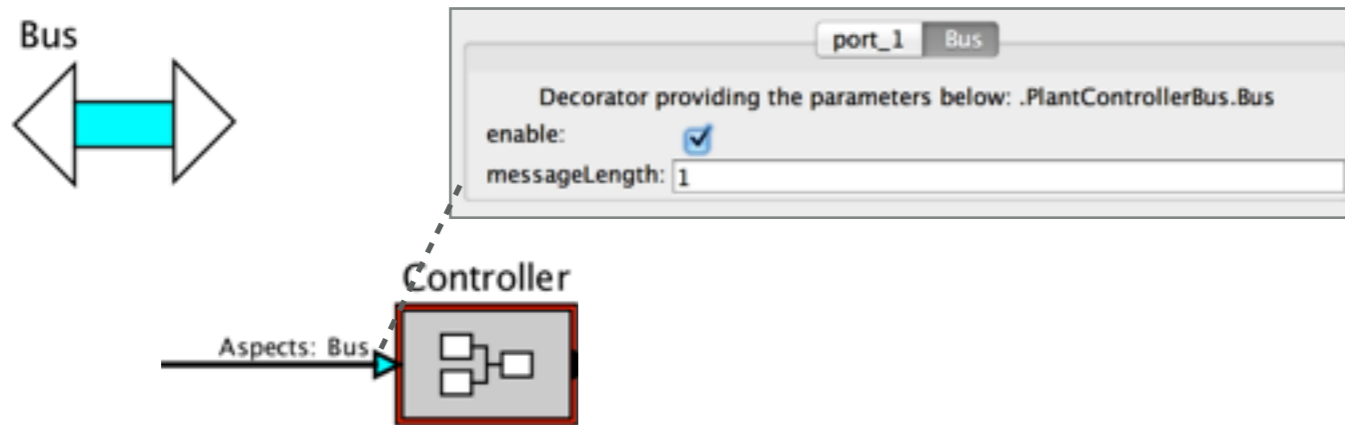 Bus
port_1 Bus
Decorator providing the parameters below: .PlantControllerBus.Bus
enable:
messageLength: 1
Controller
Aspects: Bus